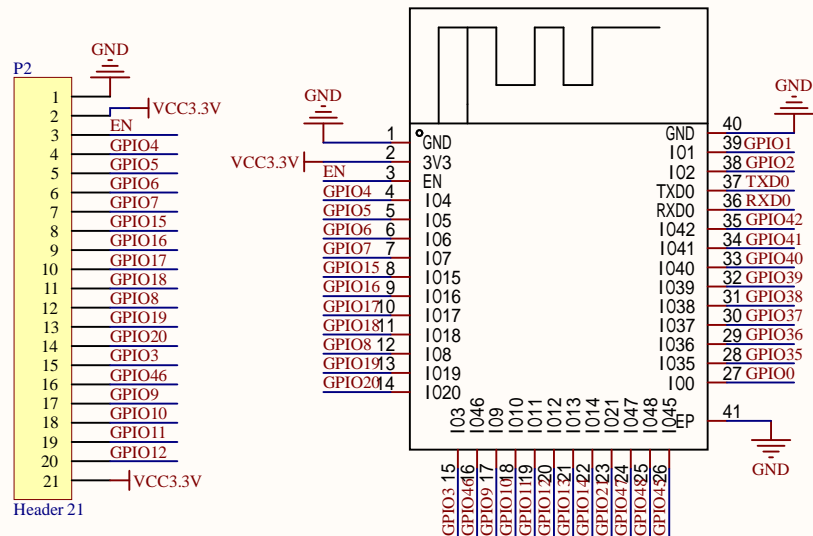 P2
GND
1
2
VCC3.3V
3
EN
4
GPIO4
5
GPIO5
6
GPIO6
7
GPIO7
8
GPIO15
9
GPIO16
10
GPIO17
11
GPIO18
12
GPIO8
13
GPIO19
14
GPIO20
15
GPIO3
16
GPIO46
17
GPIO9
18
GPIO10
19
GPIO11
20
GPIO12
21
VCC3.3V
Header 21
GND
1
GND
VCC3.3V
2
3V3
EN
3
EN
GPIO4
4
IO4
GPIO5
5
IO5
GPIO6
6
IO6
GPIO7
7
IO7
GPIO15
8
IO15
GPIO16
9
IO16
GPIO17
10
IO17
GPIO18
11
IO18
GPIO8
12
IO8
GPIO19
13
IO19
GPIO20
14
IO20
GND
GND
40
IO1
39
GPIO1
IO2
38
GPIO2
TXD0
37
TXD0
RXD0
36
RXD0
IO42
35
GPIO42
IO41
34
GPIO41
IO40
33
GPIO40
IO39
32
GPIO39
IO38
31
GPIO38
IO37
30
GPIO37
IO36
29
GPIO36
IO35
28
GPIO35
IO0
27
GPIO0
EP
41
GND
IO3
15
GPIO3
IO46
16
GPIO46
IO9
17
GPIO9
IO10
18
GPIO10
IO11
19
GPIO11
IO12
20
GPIO12
IO13
21
GPIO13
IO14
22
GPIO14
IO21
23
GPIO21
IO47
24
GPIO47
IO48
25
GPIO48
IO45
26
GPIO45